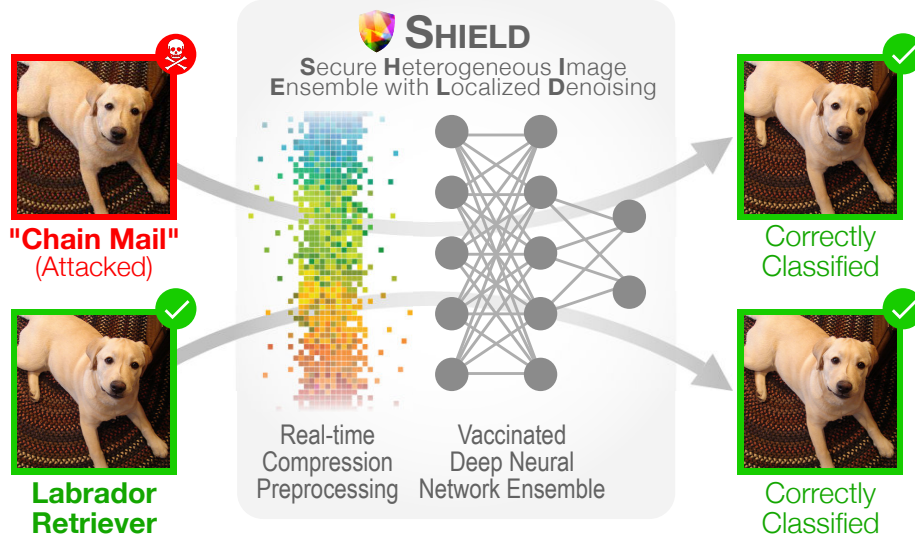 SHIELD
Secure Heterogeneous Image
Ensemble with Localized Denoising
"Chain Mail"
(Attacked)
Labrador
Retriever
Real-time
Compression
Preprocessing
Vaccinated
Deep Neural
Network Ensemble
Correctly
Classified
Correctly
Classified